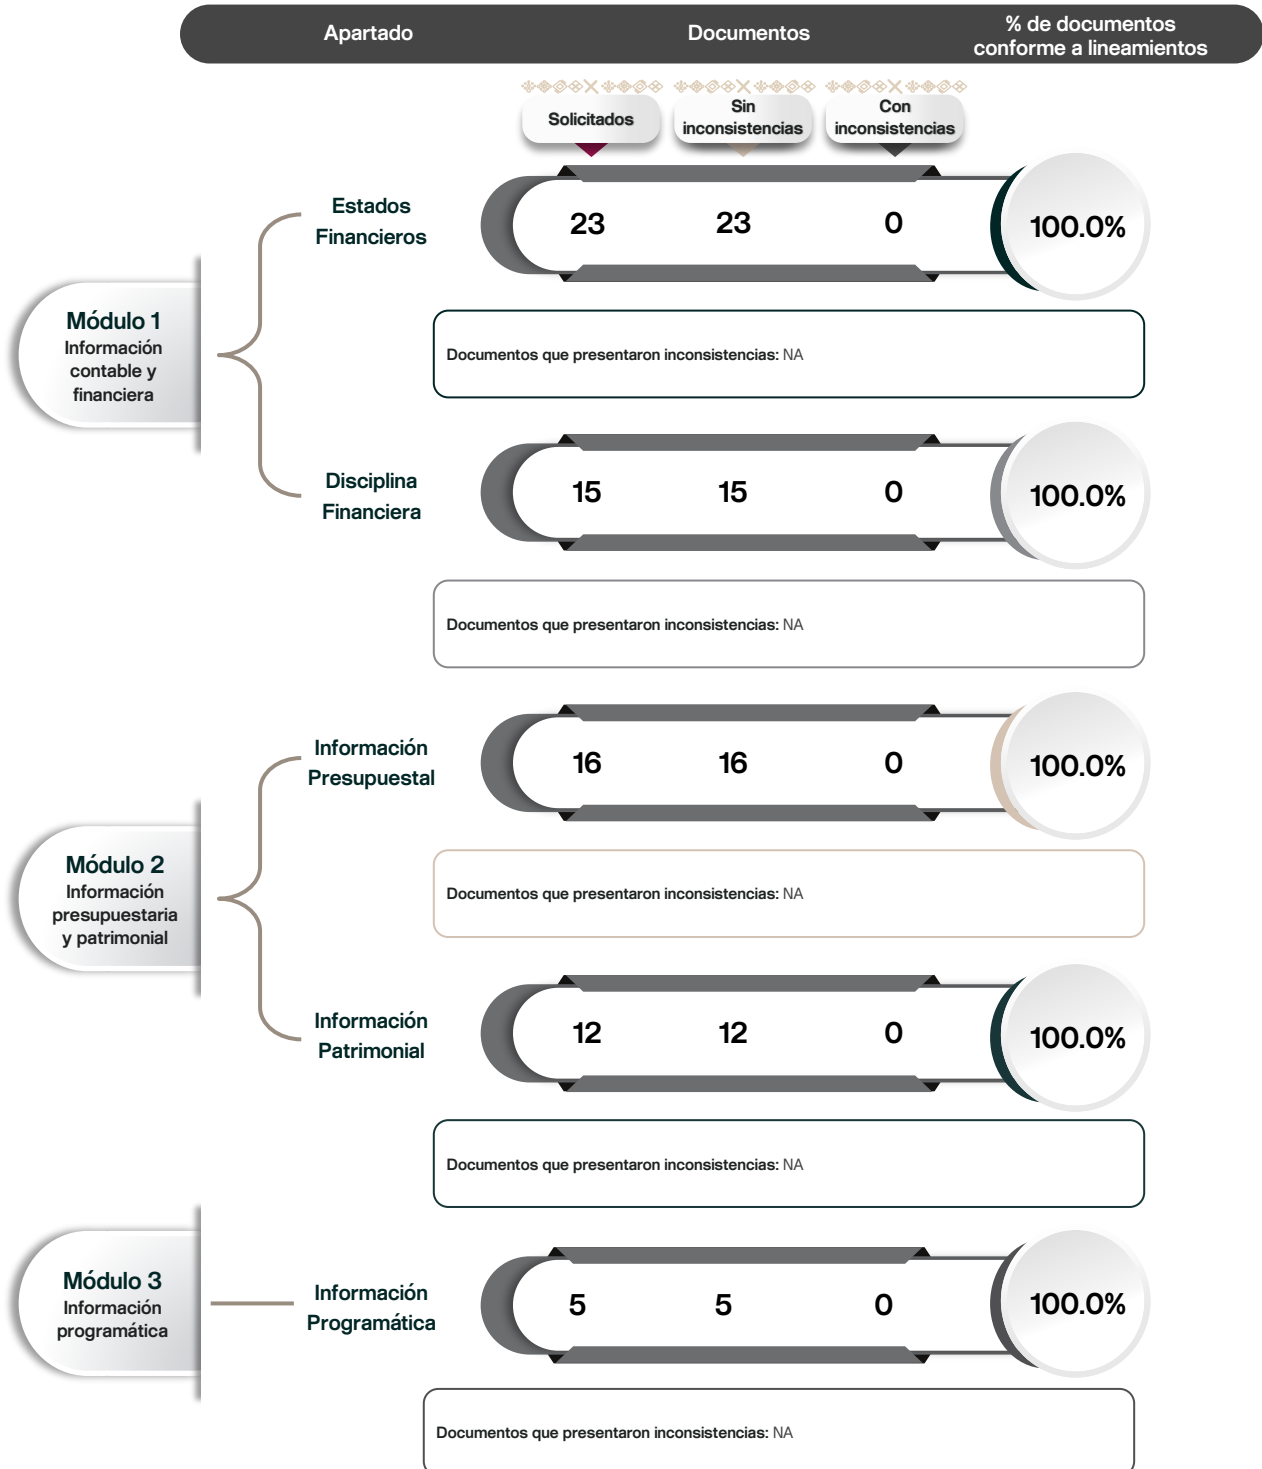 Apartado
Documentos
% de documentos
conforme a lineamientos
Solicitados
Sin
inconsistencias
Con
inconsistencias
Módulo 1
Información
contable y
financiera
Estados
Financieros
23
23
0
100.0%
Documentos que presentaron inconsistencias: NA
Disciplina
Financiera
15
15
0
100.0%
Documentos que presentaron inconsistencias: NA
Módulo 2
Información
presupuestaria
y patrimonial
Información
Presupuestal
16
16
0
100.0%
Documentos que presentaron inconsistencias: NA
Información
Patrimonial
12
12
0
100.0%
Documentos que presentaron inconsistencias: NA
Módulo 3
Información
programática
Información
Programática
5
5
0
100.0%
Documentos que presentaron inconsistencias: NA